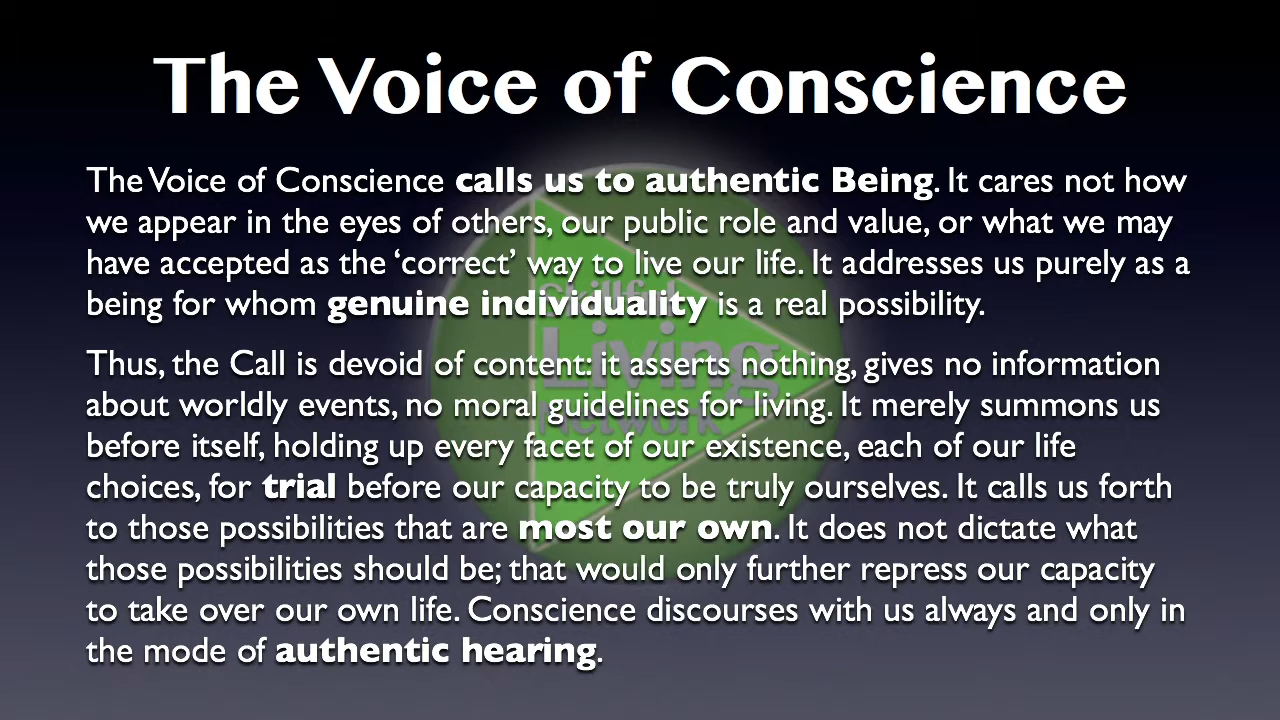 The Voice of Conscience
The Voice of Conscience calls us to authentic Being. It cares not how
we appear in the eyes of others, our public role and value, or what we may
have accepted as the ‘correct’ way to live our life. It addresses us purely as a
being for whom genuine individuality is a real possibility.
Thus, the Call is devoid of content: it asserts nothing, gives no information
about worldly events, no moral guidelines for living. It merely summons us
before itself, holding up every facet of our existence, each of our life
choices, for trial before our capacity to be truly ourselves. It calls us forth
to those possibilities that are most our own. It does not dictate what
those possibilities should be; that would only further repress our capacity
to take over our own life. Conscience discourses with us always and only in
the mode of authentic hearing.
Skillful
Living
Network